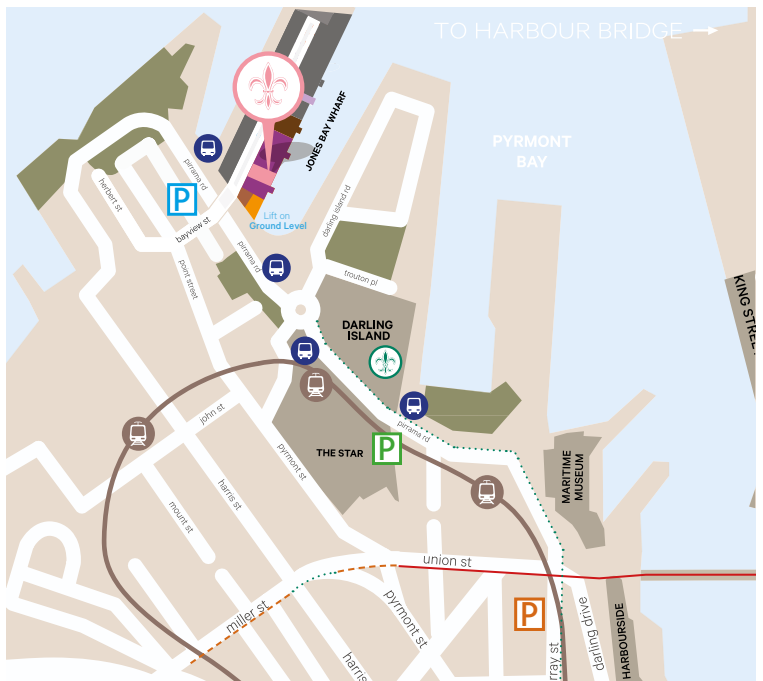 TO HARBOUR BRIDGE
PYRMONT
BAY
JONES BAY WHARF
pirrama rd
herbert st
P
bayview st
Lift on
Ground Level
darling island rd
pirrama rd
point street
trouton pl
KING STREE
DARLING
ISLAND
john st
pirrama rd
THE STAR
P
pyrmont st
MARITIME
MUSEUM
harris st
mount st
union st
miller st
pyrmont st
P
darling drive
HARBOURSIDE
rray st
harris